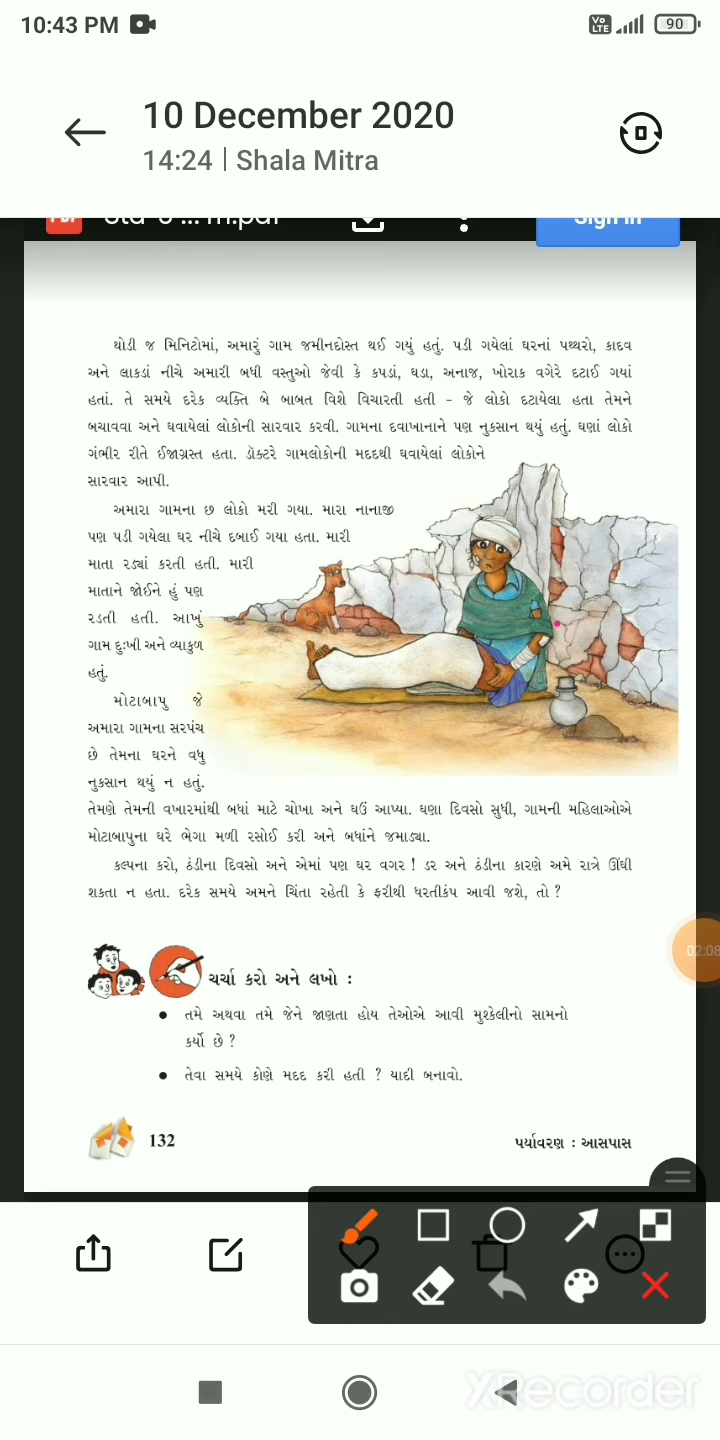 10:43 PM
Vo LTE
90
10 December 2020
14:24 | Shala Mitra
Sign in
થોડી જ મિનિટોમાં, અમારું ગામ જમીનદોસ્ત થઈ ગયું હતું. પડી ગયેલાં ઘરનાં પથ્થરો, કાદવ
અને લાકડાં નીચે અમારી બધી વસ્તુઓ જેવી કે કપડાં, ઘડા, અનાજ, ખોરાક વગેરે દટાઈ ગયાં
હતાં. તે સમયે દરેક વ્યક્તિ બે બાબત વિશે વિચારતી હતી – જે લોકો દટાયેલા હતા તેમને
બચાવવા અને ઘવાયેલાં લોકોની સારવાર કરવી. ગામના દવાખાનાને પણ નુકસાન થયું હતું. ઘણાં લોકો
ગંભીર રીતે ઈજાગ્રસ્ત હતા. ડૉક્ટરે ગામલોકોની મદદથી ઘવાયેલાં લોકોને
સારવાર આપી.
અમારા ગામના છ લોકો મરી ગયા. મારા નાનાજી
પણ પડી ગયેલા ઘર નીચે દબાઈ ગયા હતા. મારી
માતા રડ્યાં કરતી હતી. મારી
માતાને જોઈને હું પણ
રડતી હતી. આખું
ગામ દુઃખી અને વ્યાકુળ
હતું.
મોટાબાપુ જે
અમારા ગામના સરપંચ
છે તેમના ઘરને વધુ
નુકસાન થયું ન હતું.
તેમણે તેમની વખારમાંથી બધાં માટે ચોખા અને ઘઉં આપ્યા. ઘણા દિવસો સુધી, ગામની મહિલાઓએ
મોટાબાપુના ઘરે ભેગા મળી રસોઈ કરી અને બધાંને જમાડ્યા.
કલ્પના કરો, ઠંડીના દિવસો અને એમાં પણ ઘર વગર ! ડર અને ઠંડીના કારણે અમે રાત્રે ઊંઘી
શકતા ન હતા. દરેક સમયે અમને ચિંતા રહેતી કે ફરીથી ધરતીકંપ આવી જશે, તો ?
ચર્ચા કરો અને લખો :
• તમે અથવા તમે જેને જાણતા હોય તેઓએ આવી મુશ્કેલીનો સામનો
કર્યો છે ?
• તેવા સમયે કોણે મદદ કરી હતી ? યાદી બનાવો.
132
પર્યાવરણ : આસપાસ
02:08
XRecorder